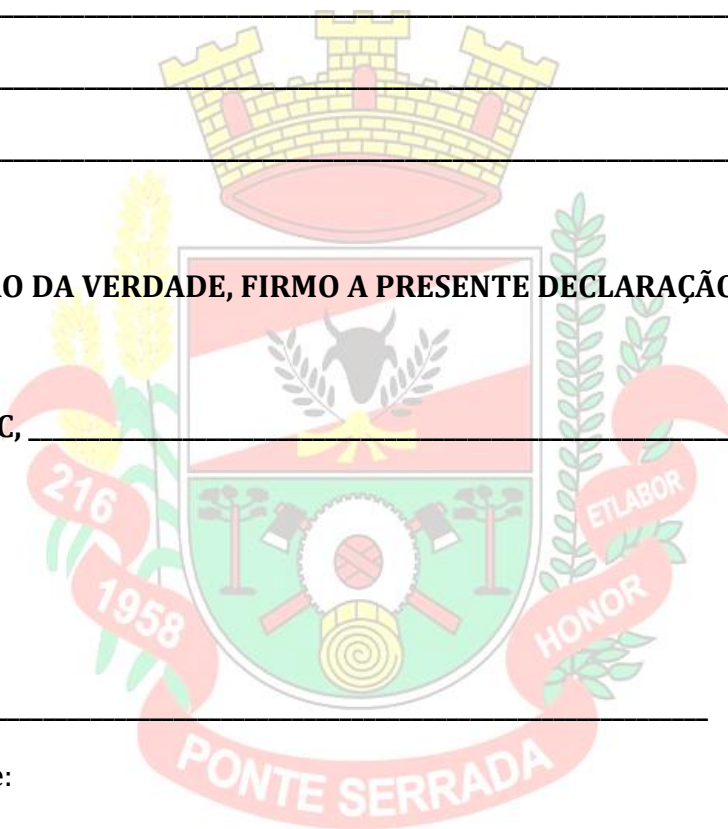 O DA VERDADE, FIRMO A PRESENTE DECLARAÇÃO
C,
216
1958
ETLABOR
HONOR
e:
PONTE SERRADA